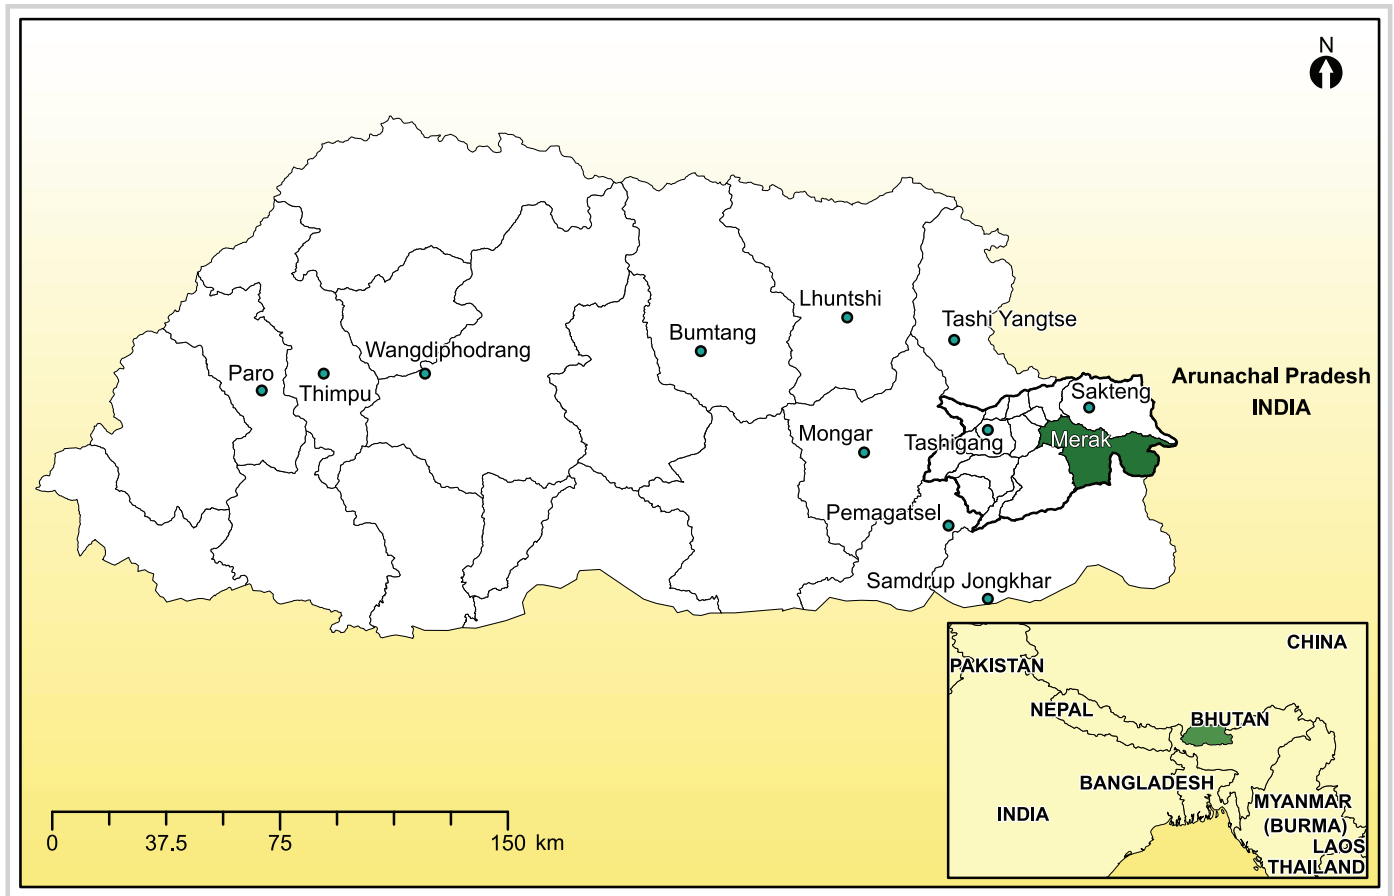 N
Lhuntshi
Tashi Yangtse
Bumtang
Wangdiphodrang
Paro
Thimpu
Arunachal Pradesh
INDIA
Sakteng
Mongar
Tashigang
Merak
Pemagatsel
Samdrup Jongkhar
CHINA
PAKISTAN
NEPAL
BHUTAN
BANGLADESH
INDIA
MYANMAR
(BURMA)
LAOS
THAILAND
0 37.5 75 150 km